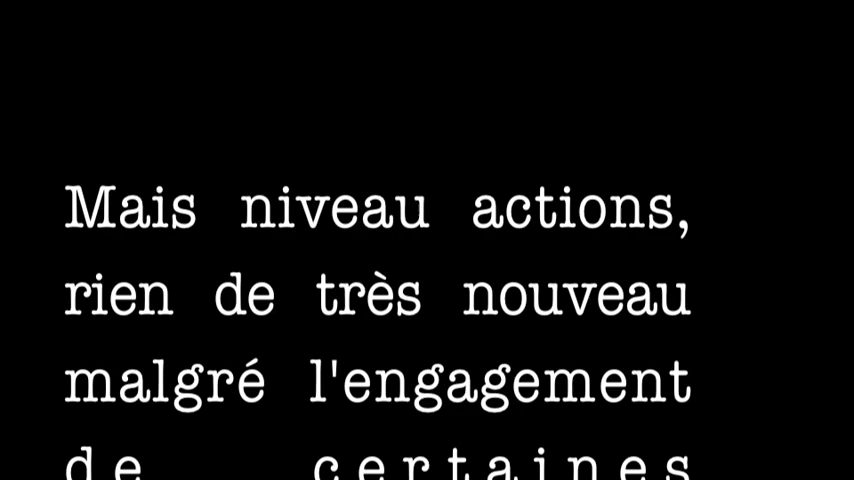 Mais niveau actions,
rien de très nouveau
malgré l'engagement
de certaines